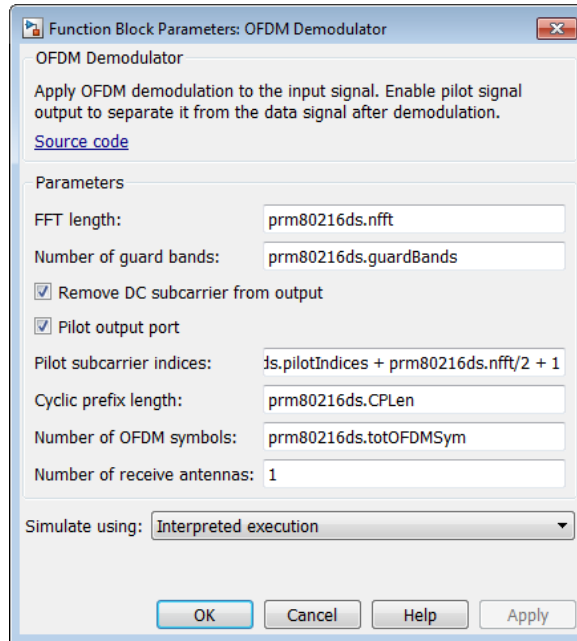 Function Block Parameters: OFDM Demodulator
OFDM Demodulator
Apply OFDM demodulation to the input signal. Enable pilot signal
output to separate it from the data signal after demodulation.
Source code
Parameters
FFT length: prm80216ds.nfft
Number of guard bands: prm80216ds.guardBands
Remove DC subcarrier from output
Pilot output port
Pilot subcarrier indices: ds.pilotIndices + prm80216ds.nfft/2 + 1
Cyclic prefix length: prm80216ds.CPLen
Number of OFDM symbols: prm80216ds.totOFDMSym
Number of receive antennas: 1
Simulate using: Interpreted execution
OK Cancel Help Apply